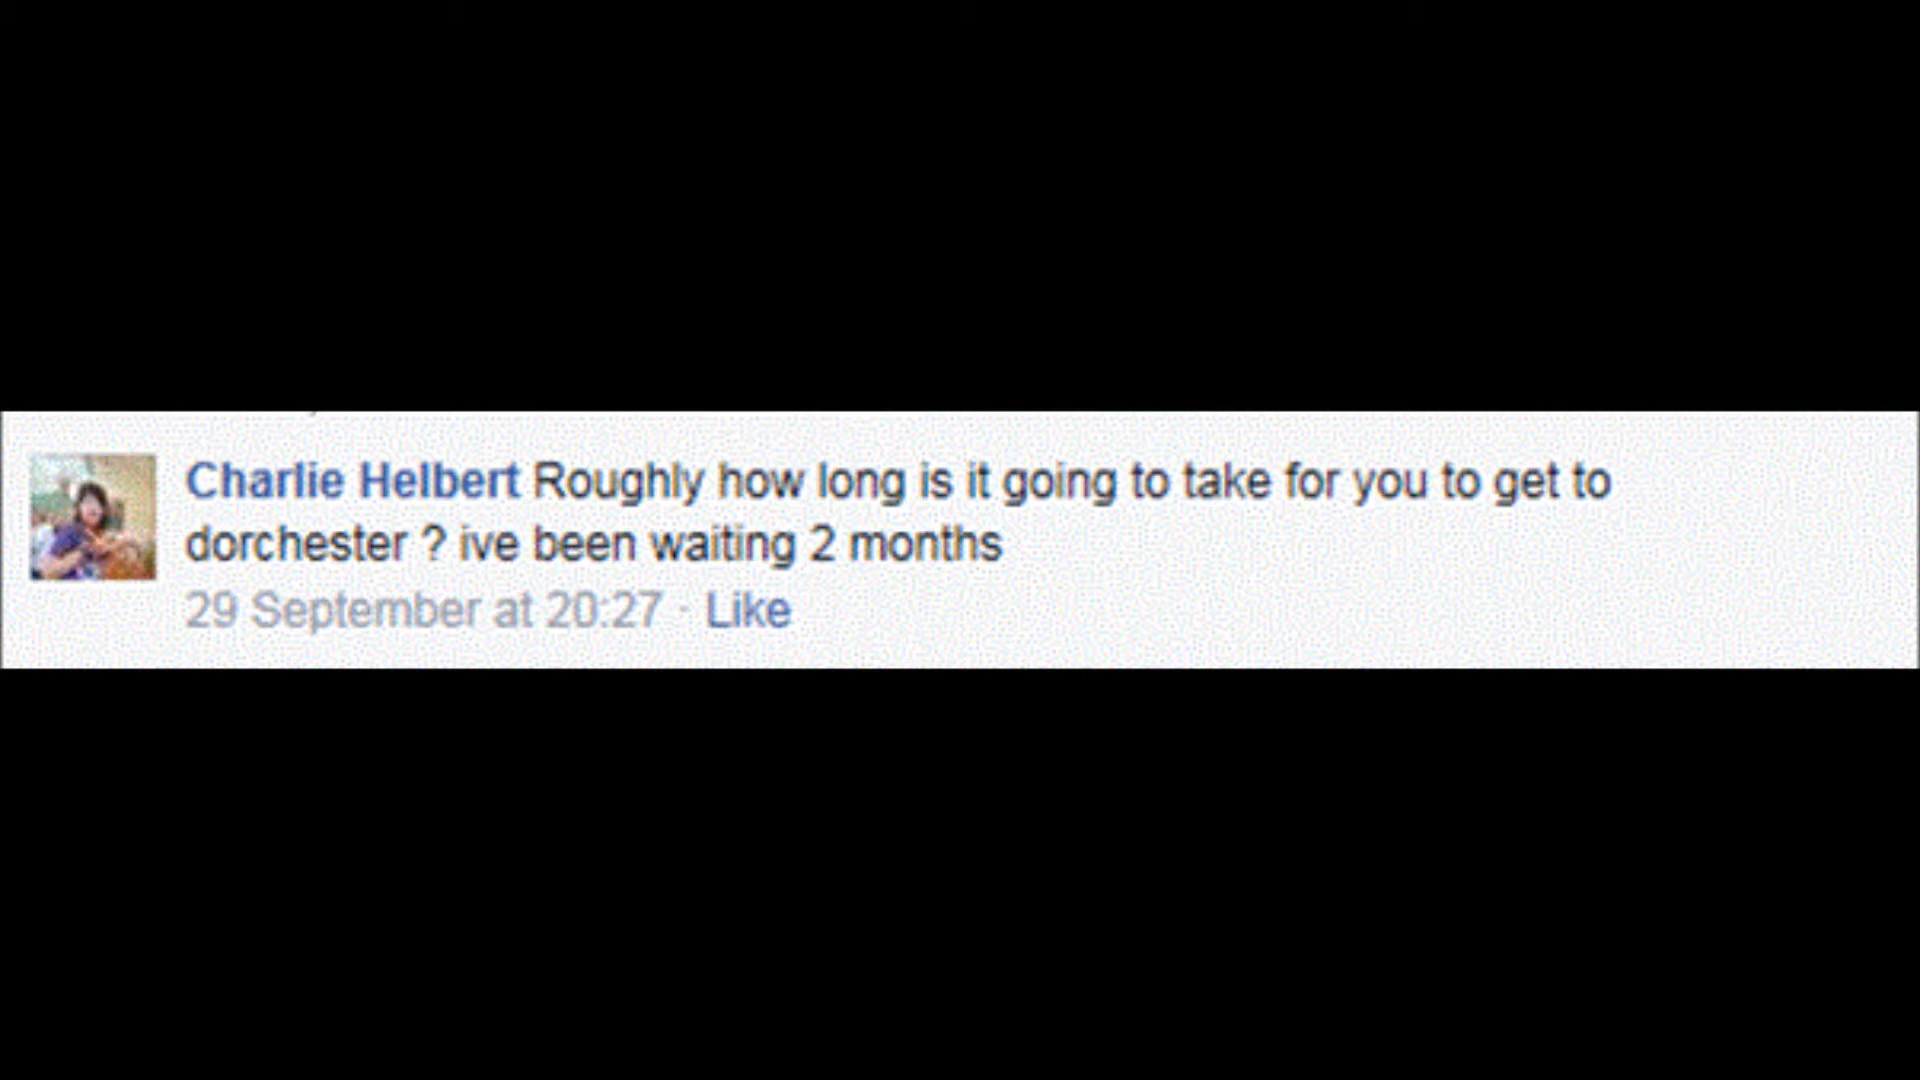 Charlie Helbert Roughly how long is it going to take for you to get to
dorchester ? ive been waiting 2 months
29 September at 20:27 · Like